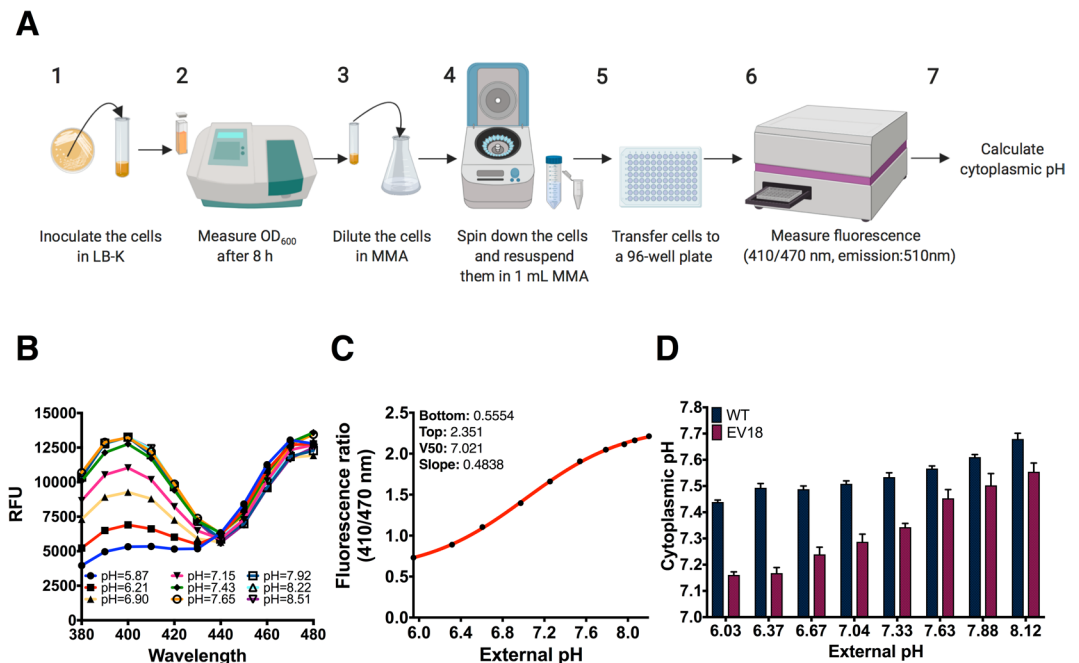 A
1 2 3 4 5 6 7
Inoculate the cells
in LB-K
Measure OD600
after 8 h
Dilute the cells
in MMA
Spin down the cells
and resuspend
them in 1 mL MMA
Transfer cells to
a 96-well plate
Measure fluorescence
(410/470 nm, emission:510nm)
Calculate
cytoplasmic pH
B
RFU
15000
12500
10000
7500
5000
2500
0
pH=5.87 pH=7.15 pH=7.92
pH=6.21 pH=7.43 pH=8.22
pH=6.90 pH=7.65 pH=8.51
380 400 420 440 460 480
Wavelength
C
Fluorescence ratio
(410/470 nm)
2.5
2.0
1.5
1.0
0.5
0.0
Bottom: 0.5554
Top: 2.351
V50: 7.021
Slope: 0.4838
6.0 6.4 6.8 7.2 7.6 8.0
External pH
D
Cytoplasmic pH
7.8
7.7
7.6
7.5
7.4
7.3
7.2
7.1
7.0
WT
EV18
6.03 6.37 6.67 7.04 7.33 7.63 7.88 8.12
External pH